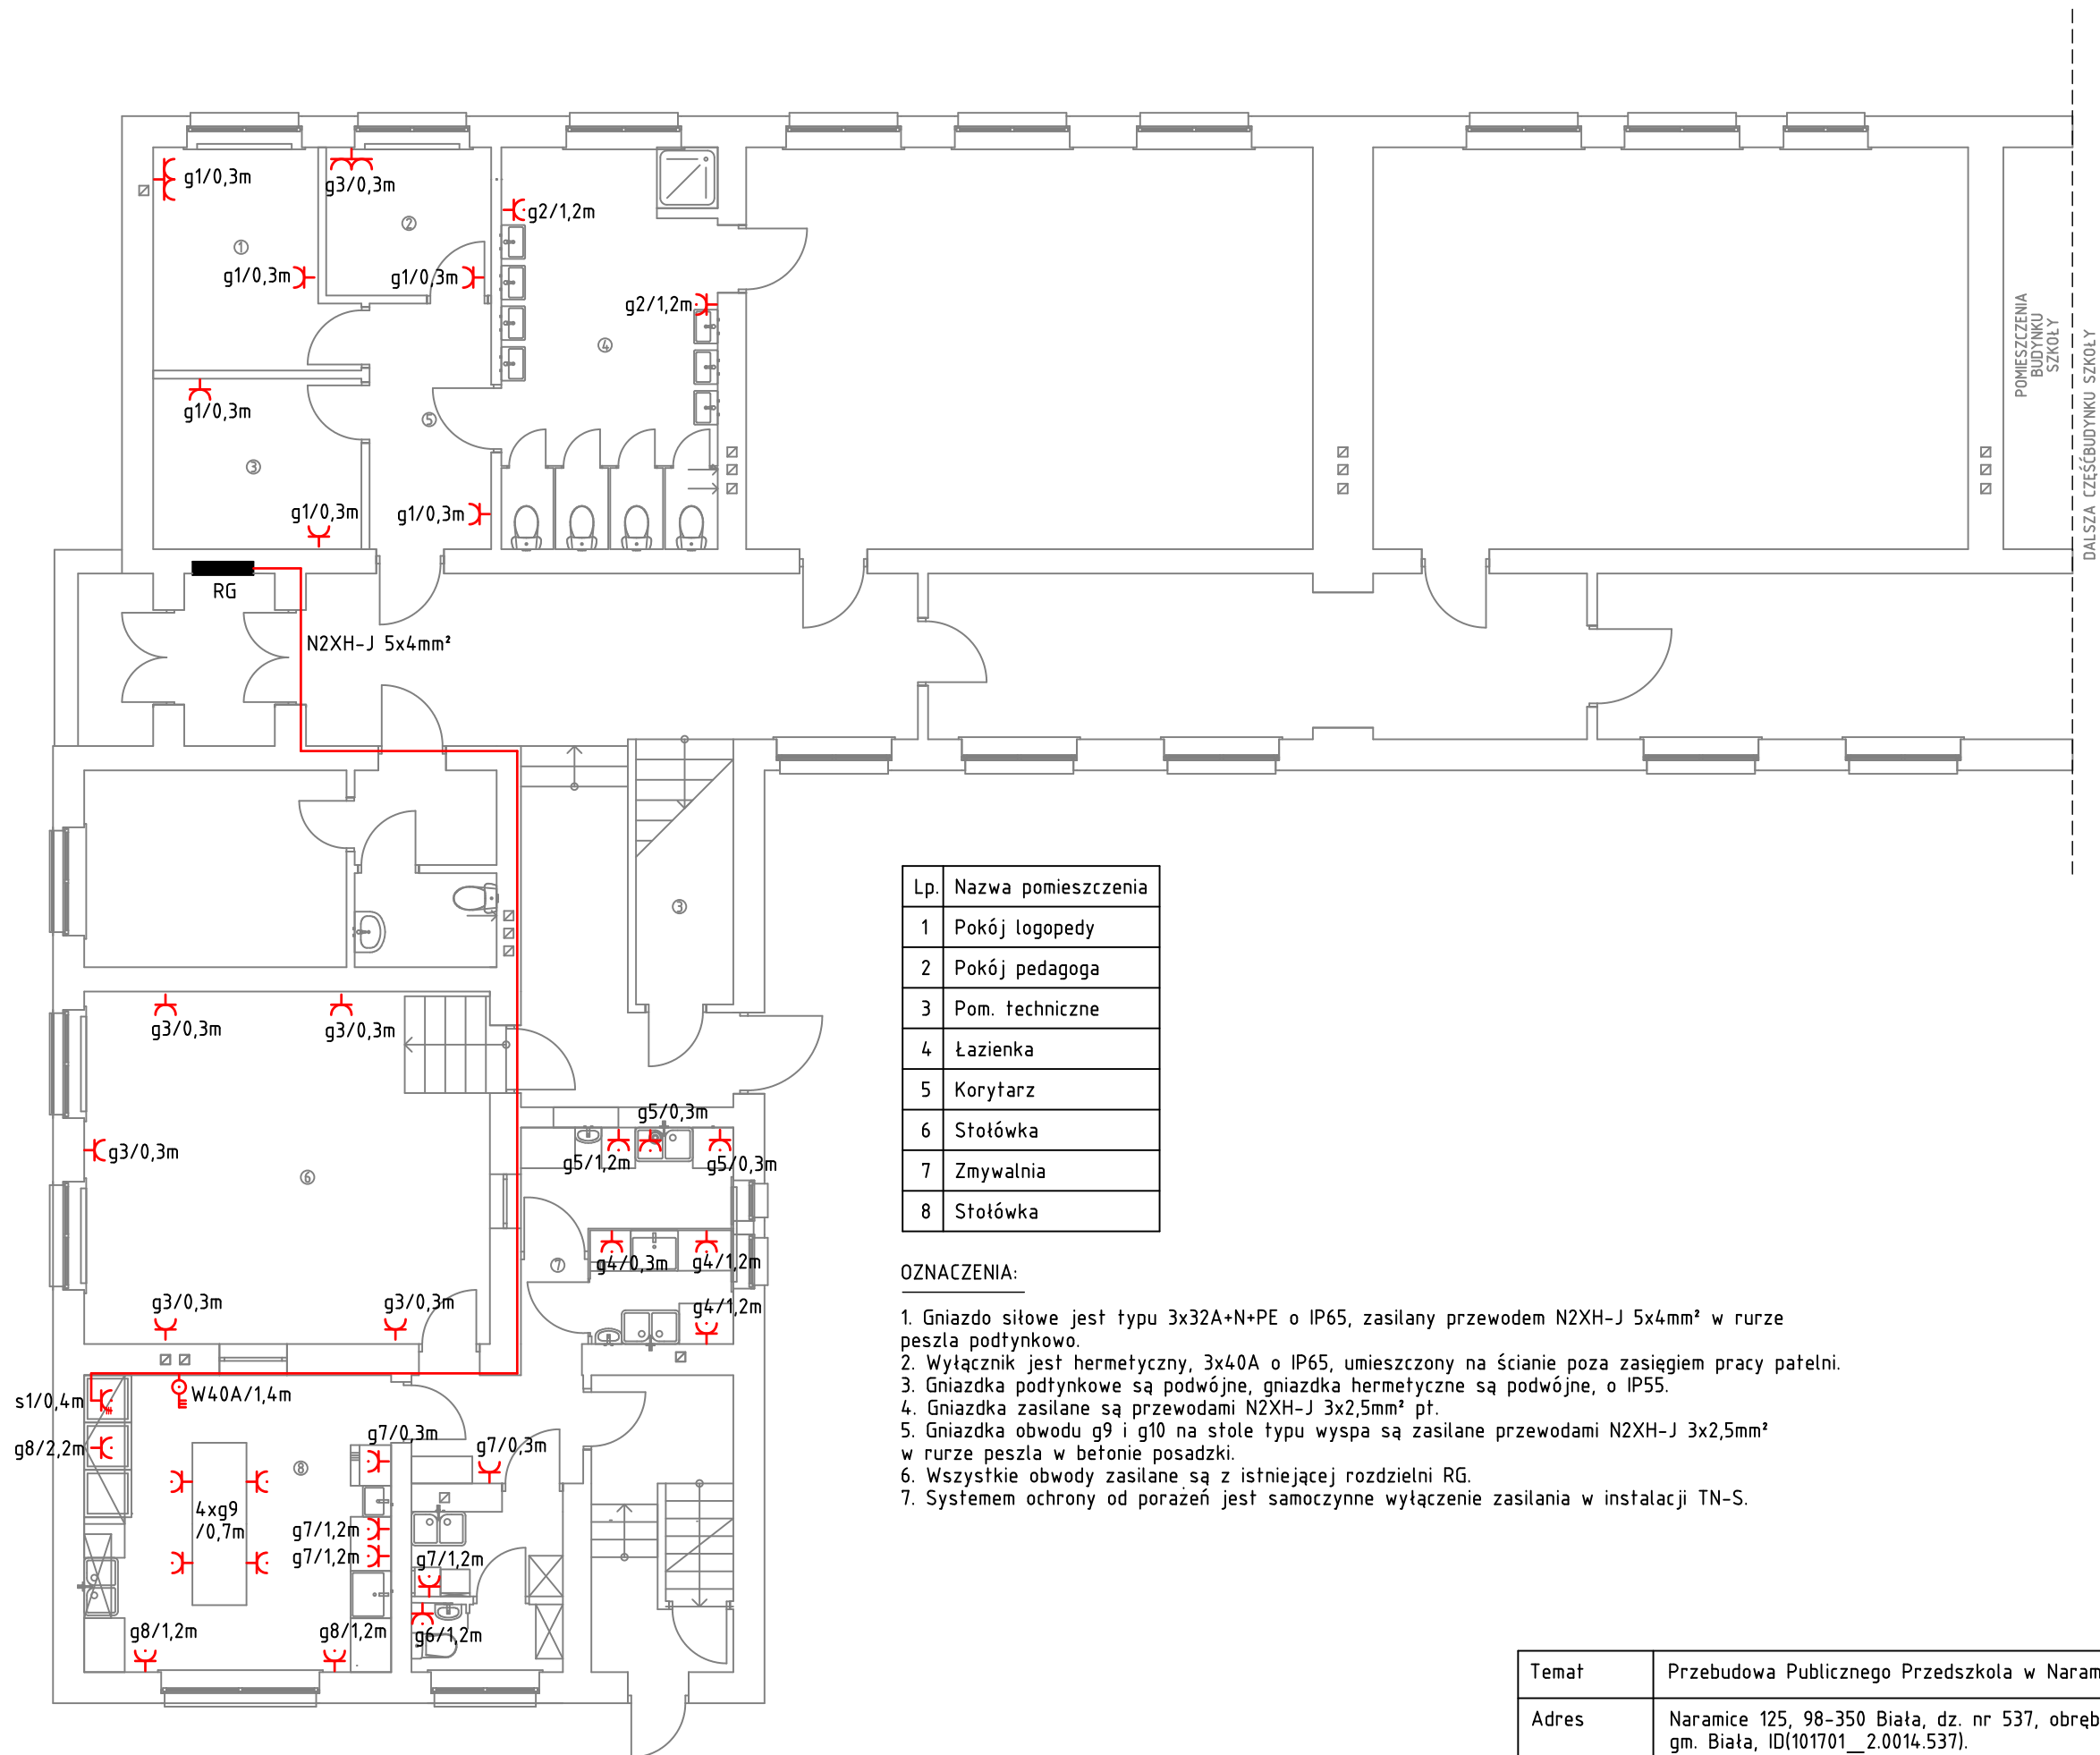 g1/0,3m
g3/0,3m
g2/1,2m
①
②
g1/0,3m
g1/0,3m
g2/1,2m
④
g1/0,3m
⑤
③
g1/0,3m
g1/0,3m
POMIESZCZENIA
BUDYNKU
SZKOŁY
DALSZA CZĘŚĆBUDYNKU SZKOŁY
RG
N2XH-J 5x4mm²
③
g3/0,3m
g3/0,3m
g3/0,3m
⑥
g5/0,3m
g5/1,2m
g5/0,3m
⑦
g4/0,3m
g4/1,2m
g4/1,2m
g3/0,3m
g3/0,3m
s1/0,4m
W40A/1,4m
g8/2,2m
g7/0,3m
g7/0,3m
⑧
4xg9
/0,7m
g7/1,2m
g7/1,2m
g7/1,2m
g8/1,2m
g8/1,2m
g6/1,2m
Lp. Nazwa pomieszczenia
1 Pokój logopedy
2 Pokój pedagoga
3 Pom. techniczne
4 Łazienka
5 Korytarz
6 Stołówka
7 Zmywalnia
8 Stołówka
OZNACZENIA:
1. Gniazdo siłowe jest typu 3x32A+N+PE o IP65, zasilany przewodem N2XH-J 5x4mm² w rurze
peszla podtynkowo.
2. Wyłącznik jest hermetyczny, 3x40A o IP65, umieszczony na ścianie poza zasięgiem pracy patelni.
3. Gniazdka podtynkowe są podwójne, gniazdka hermetyczne są podwójne, o IP55.
4. Gniazdka zasilane są przewodami N2XH-J 3x2,5mm² pt.
5. Gniazdka obwodu g9 i g10 na stole typu wyspa są zasilane przewodami N2XH-J 3x2,5mm²
w rurze peszla w betonie posadzki.
6. Wszystkie obwody zasilane są z istniejącej rozdzielni RG.
7. Systemem ochrony od porażeń jest samoczynne wyłączenie zasilania w instalacji TN-S.
Temat Przebudowa Publicznego Przedszkola w Naram
Adres Naramice 125, 98-350 Biała, dz. nr 537, obręb
gm. Biała, ID(101701__2.0014.537).